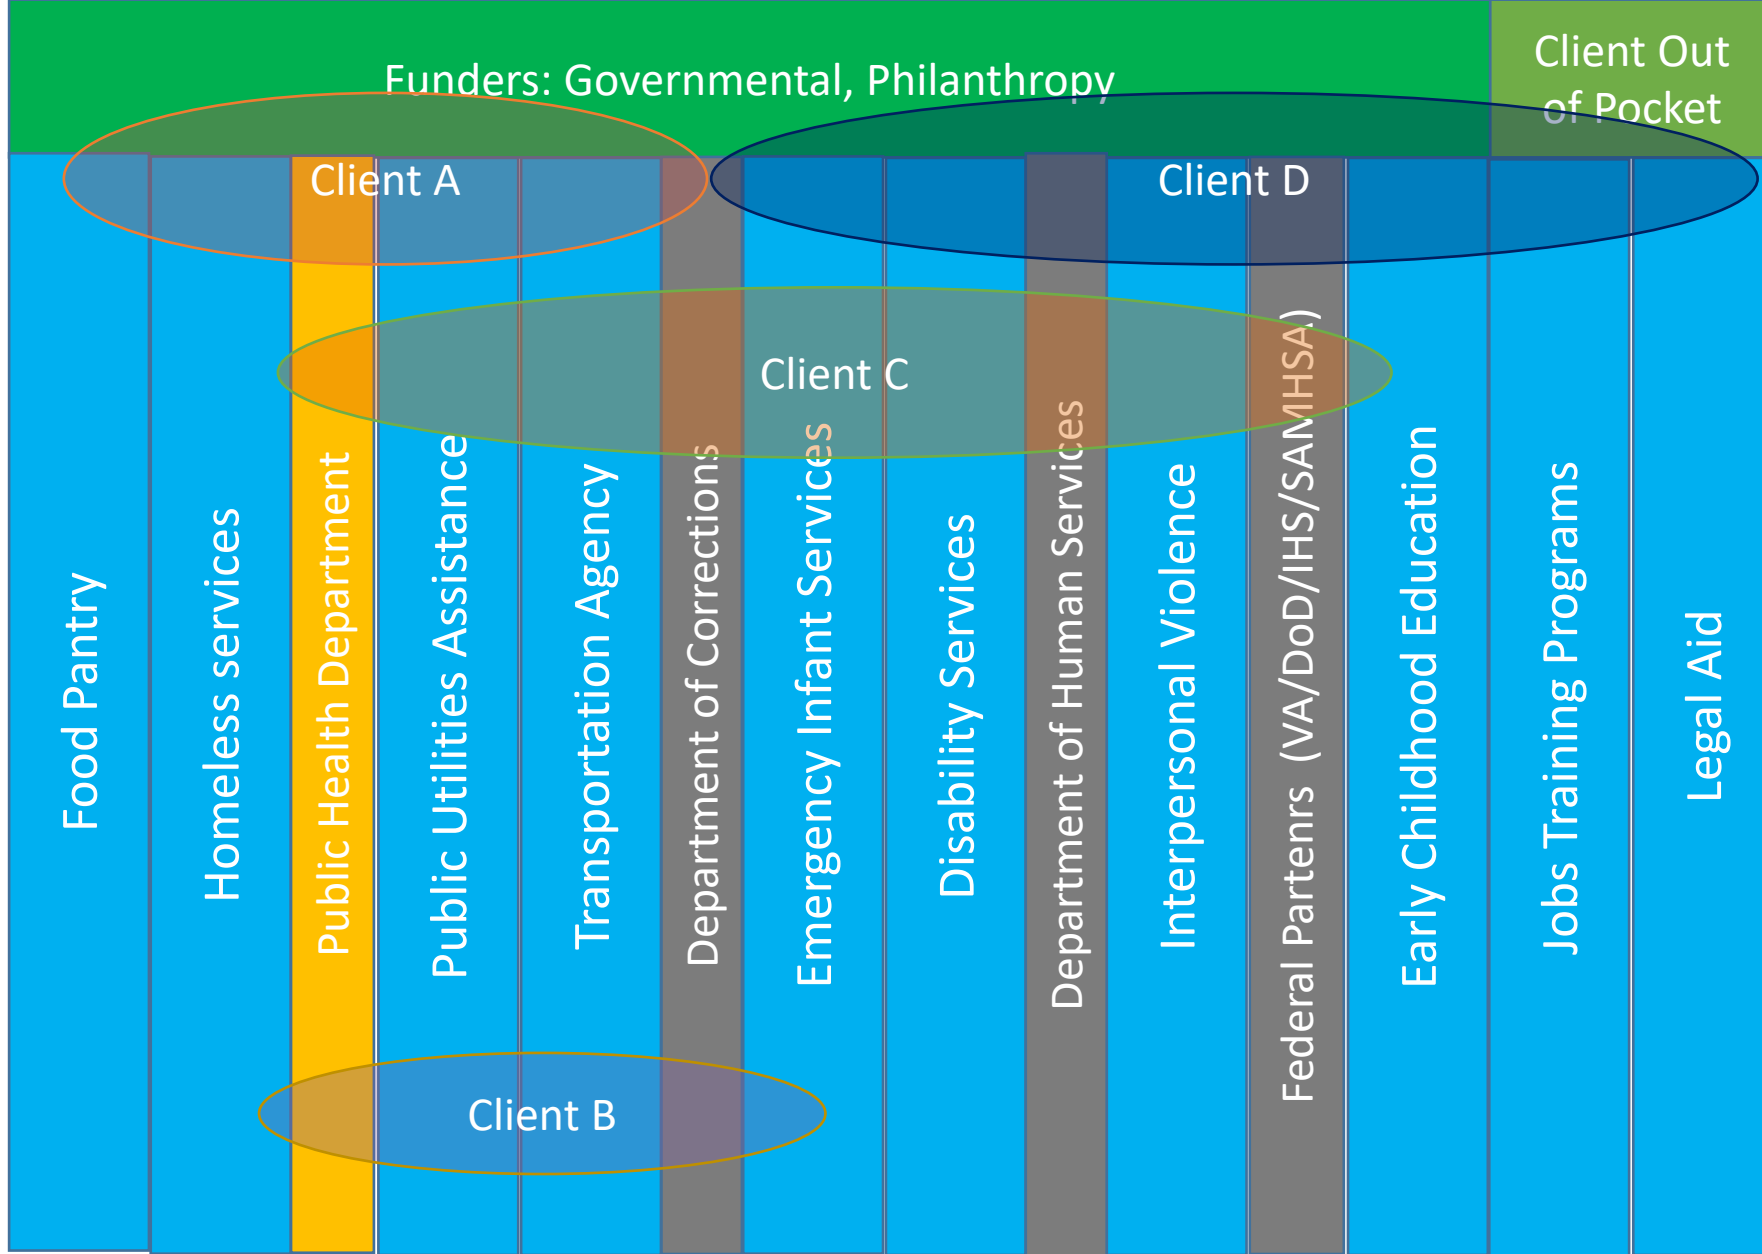 Funders: Governmental, Philanthropy
Client Out
of Pocket
Client A
Client D
Client C
Food Pantry
Homeless services
Public Health Department
Public Utilities Assistance
Transportation Agency
Department of Corrections
Emergency Infant Services
Disability Services
Department of Human Services
Interpersonal Violence
Federal Partenrs (VA/DoD/IHS/SAMHSA)
Early Childhood Education
Jobs Training Programs
Legal Aid
Client B